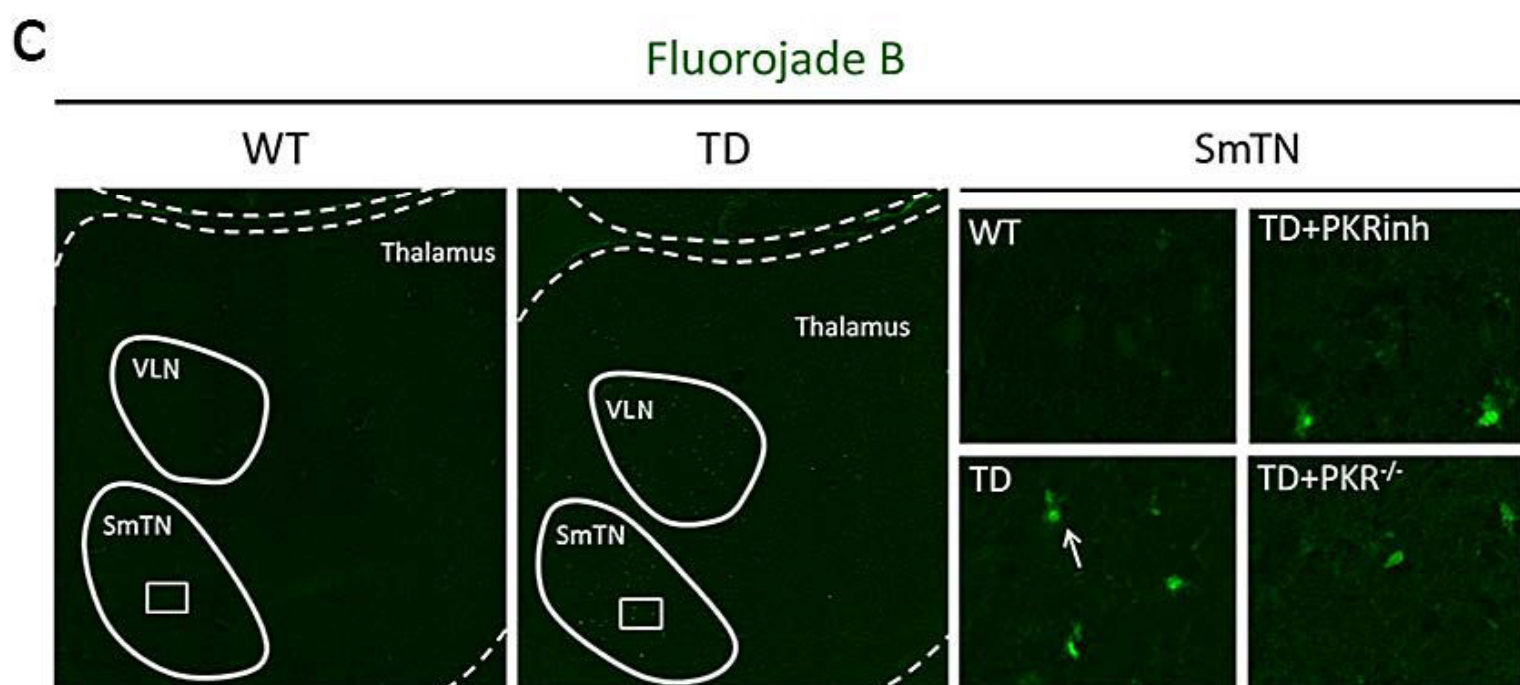 C
Fluorojade B
WT
TD
SmTN
Thalamus
VLN
SmTN
Thalamus
VLN
SmTN
WT
TD+PKRinh
TD
TD+PKR⁻/⁻